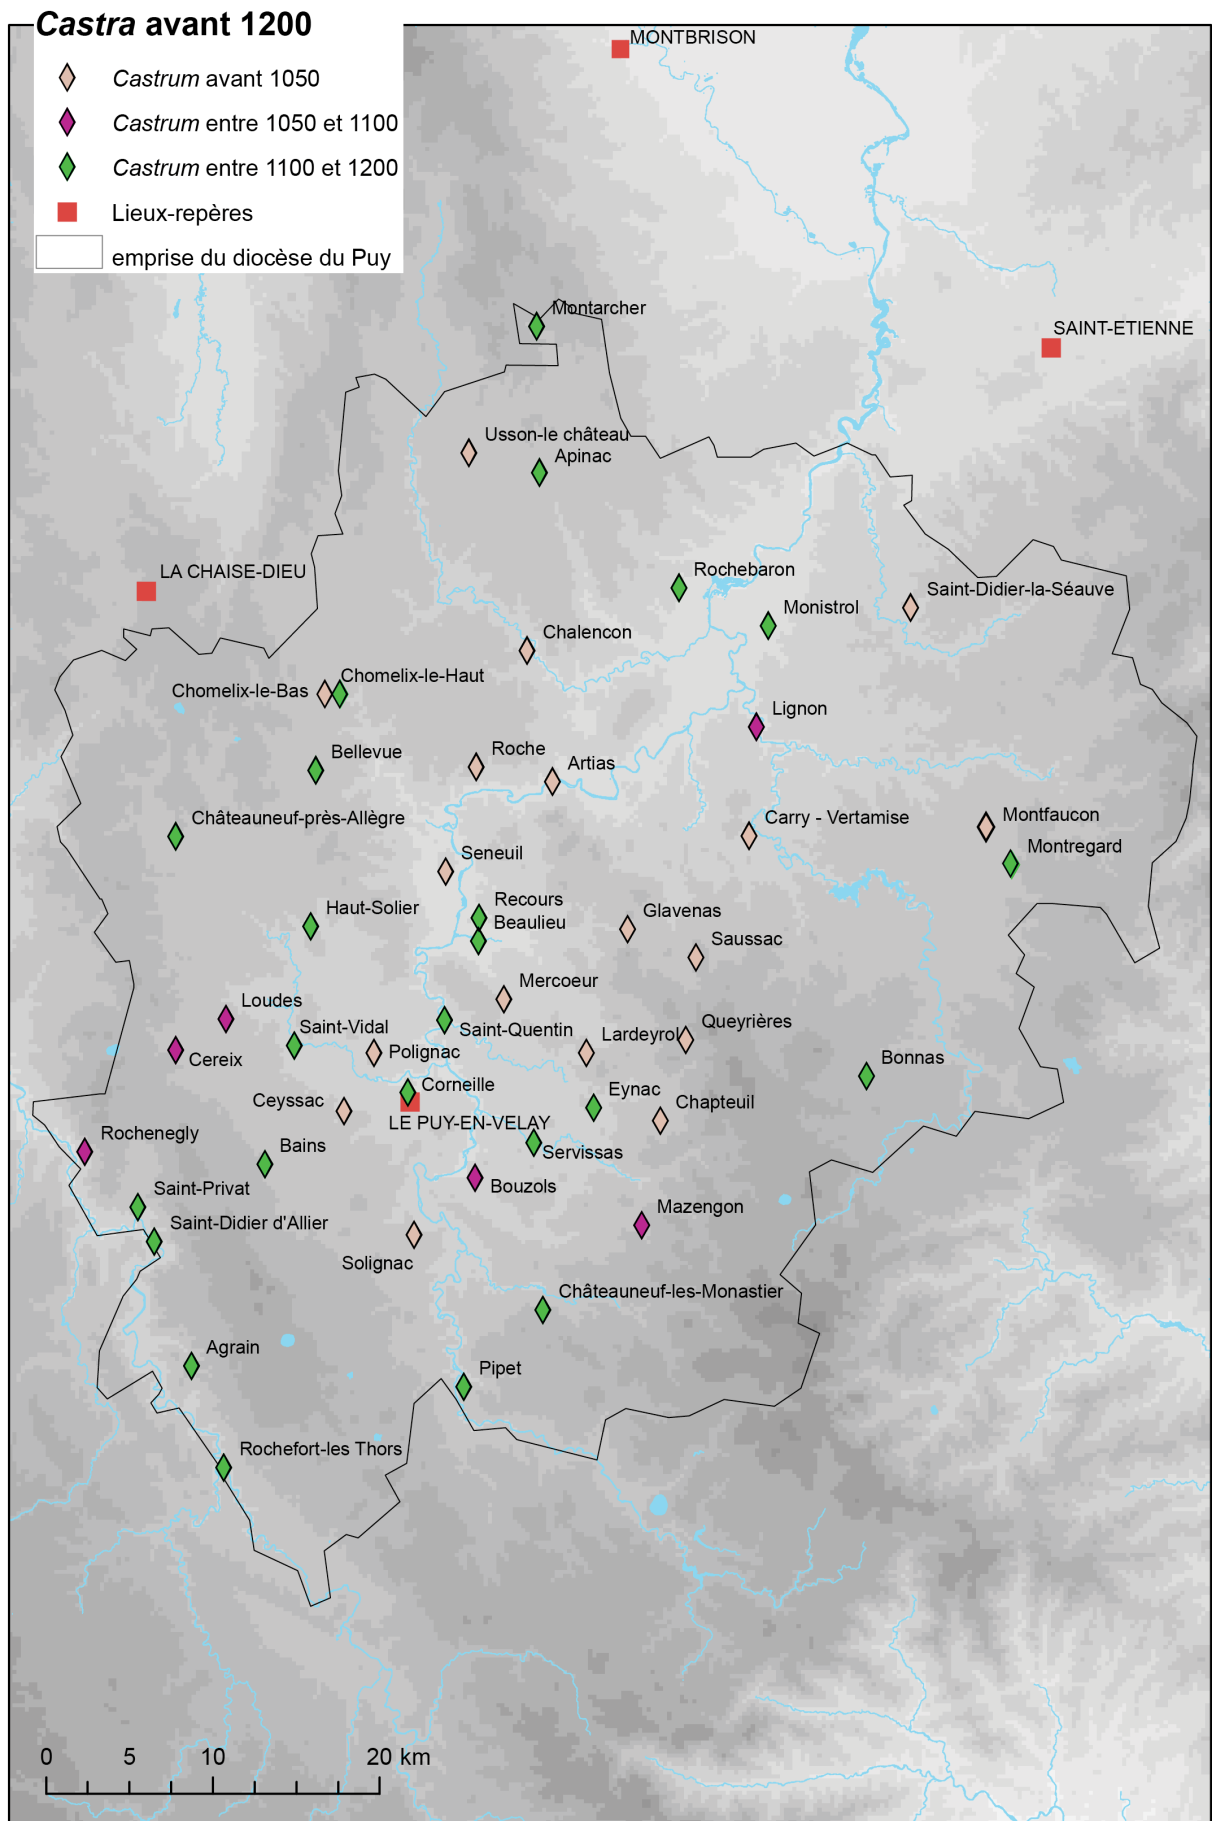 Castra avant 1200
Castrum avant 1050
Castrum entre 1050 et 1100
Castrum entre 1100 et 1200
Lieux-repères
emprise du diocèse du Puy
MONTBRISON
Montarcher
SAINT-ETIENNE
Usson-le château
Apinac
LA CHAISE-DIEU
Rochebaron
Saint-Didier-la-Séauve
Monistrol
Chalencon
Chomelix-le-Haut
Chomelix-le-Bas
Lignon
Bellevue
Roche
Artias
Châteauneuf-près-Allègre
Carry - Vertamise
Montfaucon
Montregard
Seneuil
Recours
Haut-Solier
Glavenas
Beaulieu
Saussac
Mercoeur
Loudes
Queyrières
Saint-Vidal
Saint-Quentin
Lardeyrol
Polignac
Cereix
Bonnas
Corneille
Eynac
Ceyssac
Chapteuil
LE PUY-EN-VELAY
Rochenegly
Bains
Servissas
Saint-Privat
Bouzols
Mazengon
Saint-Didier d'Allier
Solignac
Châteauneuf-les-Monastier
Agrain
Pipet
Rochefort-les Thors
0 5 10 20 km